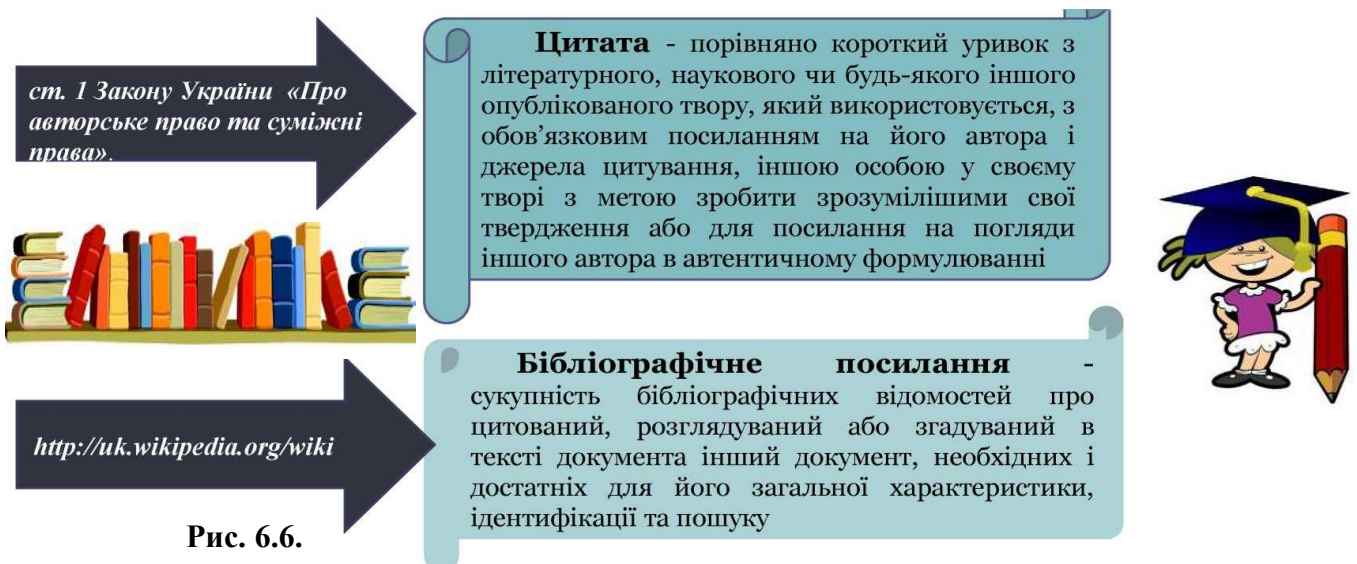 ст. 1 Закону України «Про
авторське право та суміжні
права».
Цитата - порівняно короткий уривок з
літературного, наукового чи будь-якого іншого
опублікованого твору, який використовується, з
обов’язковим посиланням на його автора і
джерела цитування, іншою особою у своєму
творі з метою зробити зрозумілішими свої
твердження або для посилання на погляди
іншого автора в автентичному формулюванні
http://uk.wikipedia.org/wiki
Бібліографічне посилання -
сукупність бібліографічних відомостей про
цитований, розглядуваний або згадуваний в
тексті документа інший документ, необхідних і
достатніх для його загальної характеристики,
ідентифікації та пошуку
Рис. 6.6.